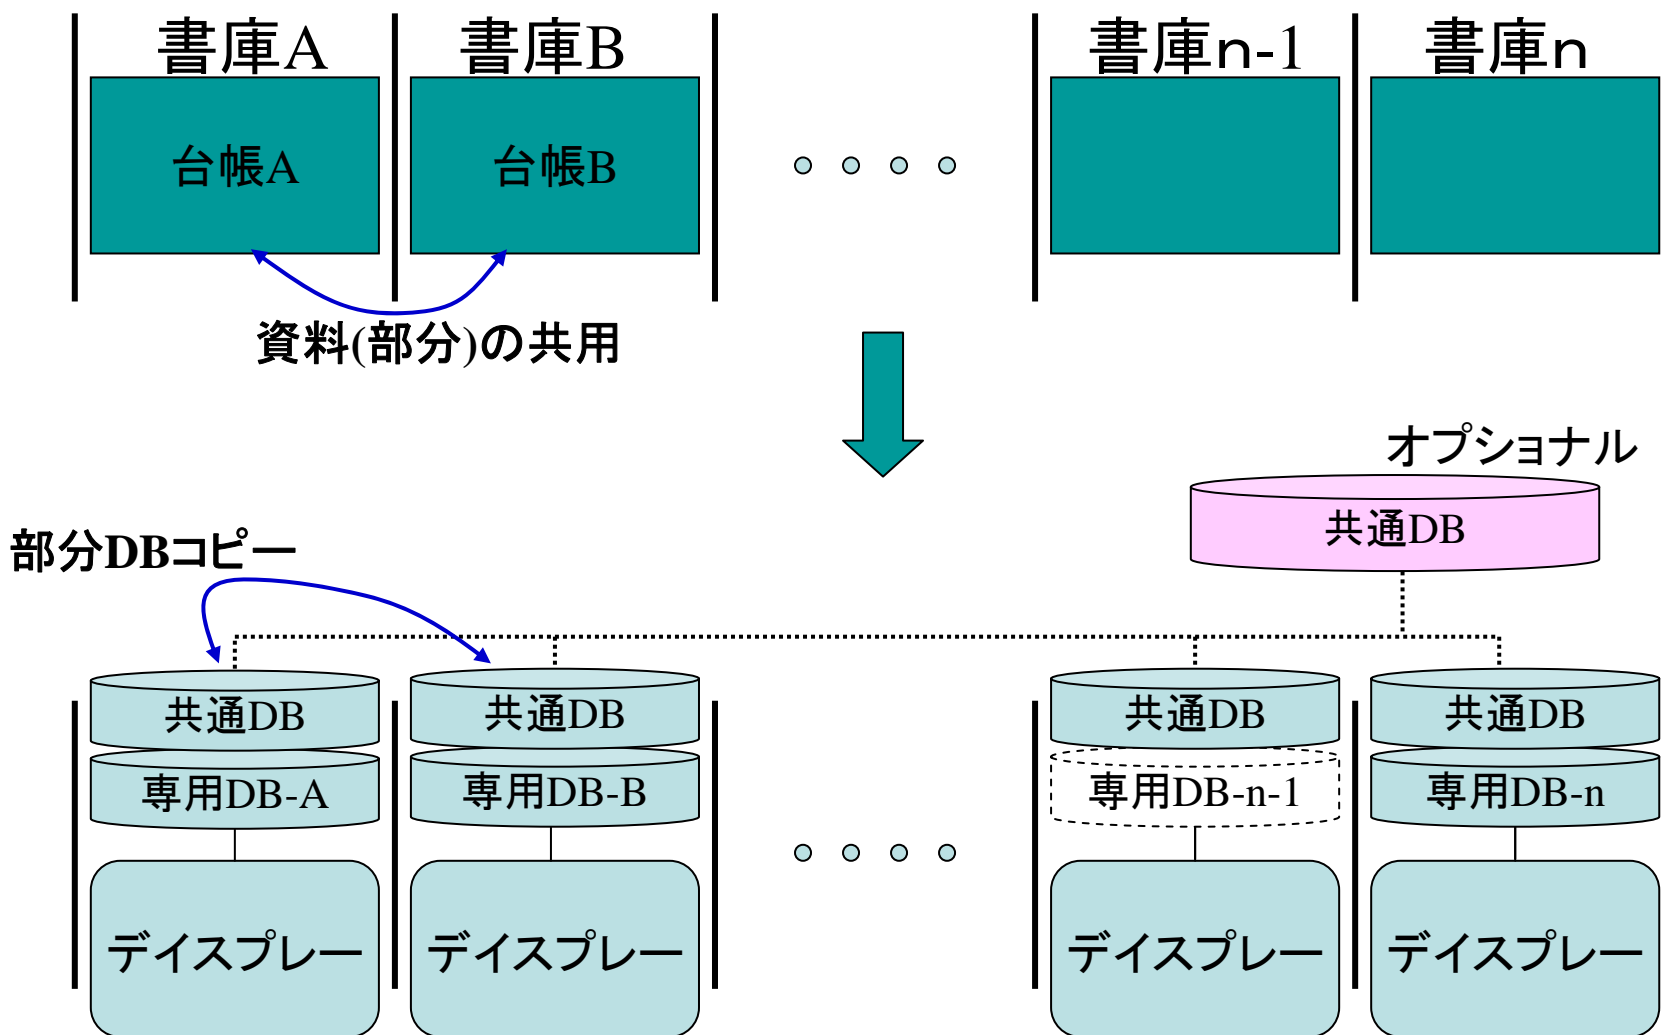 書庫A
書庫B
書庫n-1
書庫n
台帳A
台帳B
資料(部分)の共用
オプショナル
共通DB
部分DBコピー
共通DB
共通DB
共通DB
共通DB
専用DB-A
専用DB-B
専用DB-n-1
専用DB-n
デイスプレー
デイスプレー
デイスプレー
デイスプレー